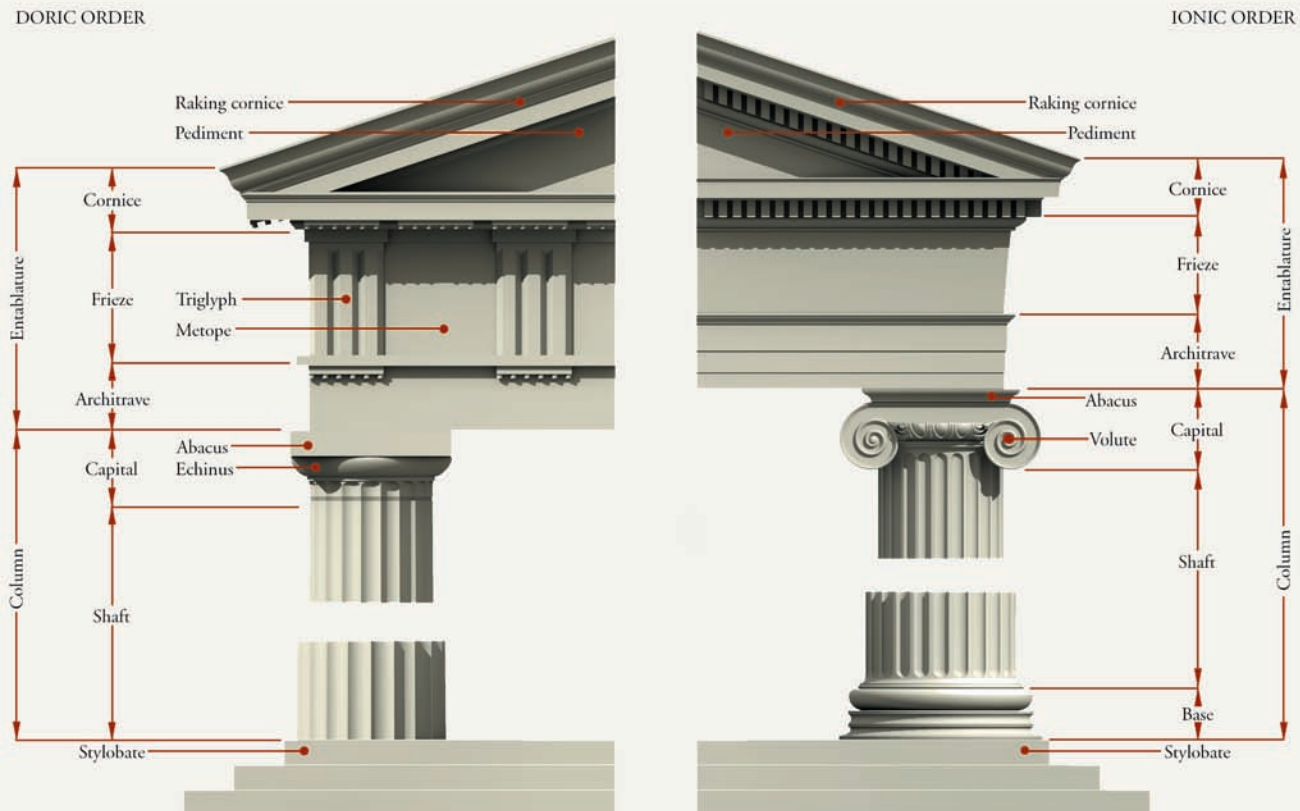 DORIC ORDER
IONIC ORDER
Raking cornice
Pediment
Cornice
Entablature
Frieze
Triglyph
Metope
Architrave
Abacus
Echinus
Capital
Column
Shaft
Stylobate
Raking cornice
Pediment
Cornice
Frieze
Entablature
Architrave
Abacus
Capital
Volute
Shaft
Column
Base
Stylobate